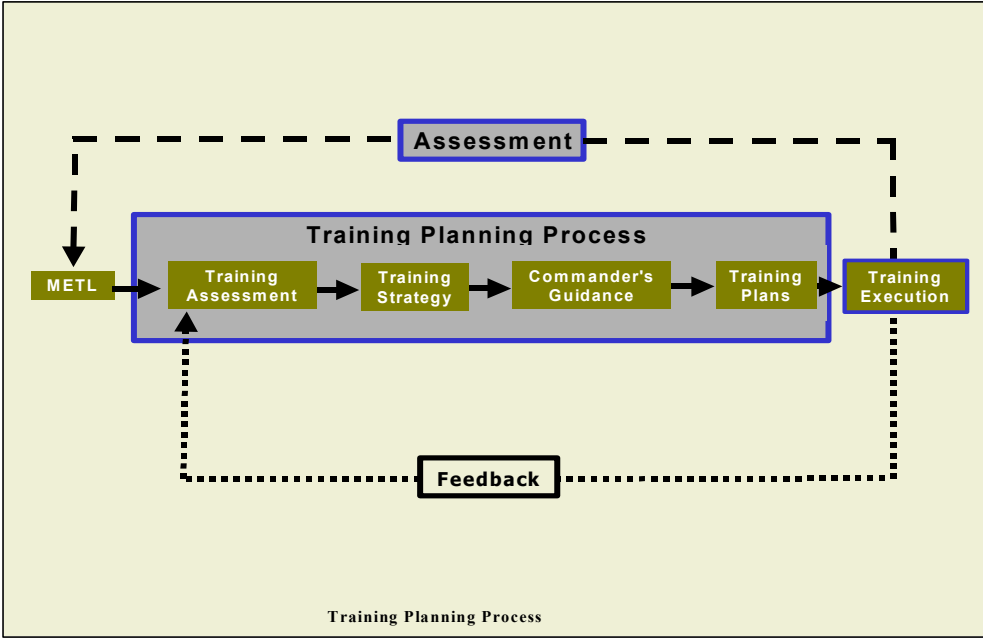 Assessment
Training Planning Process
METL
Training
Assessment
Training
Strategy
Commander's
Guidance
Training
Plans
Training
Execution
Feedback
Training Planning Process